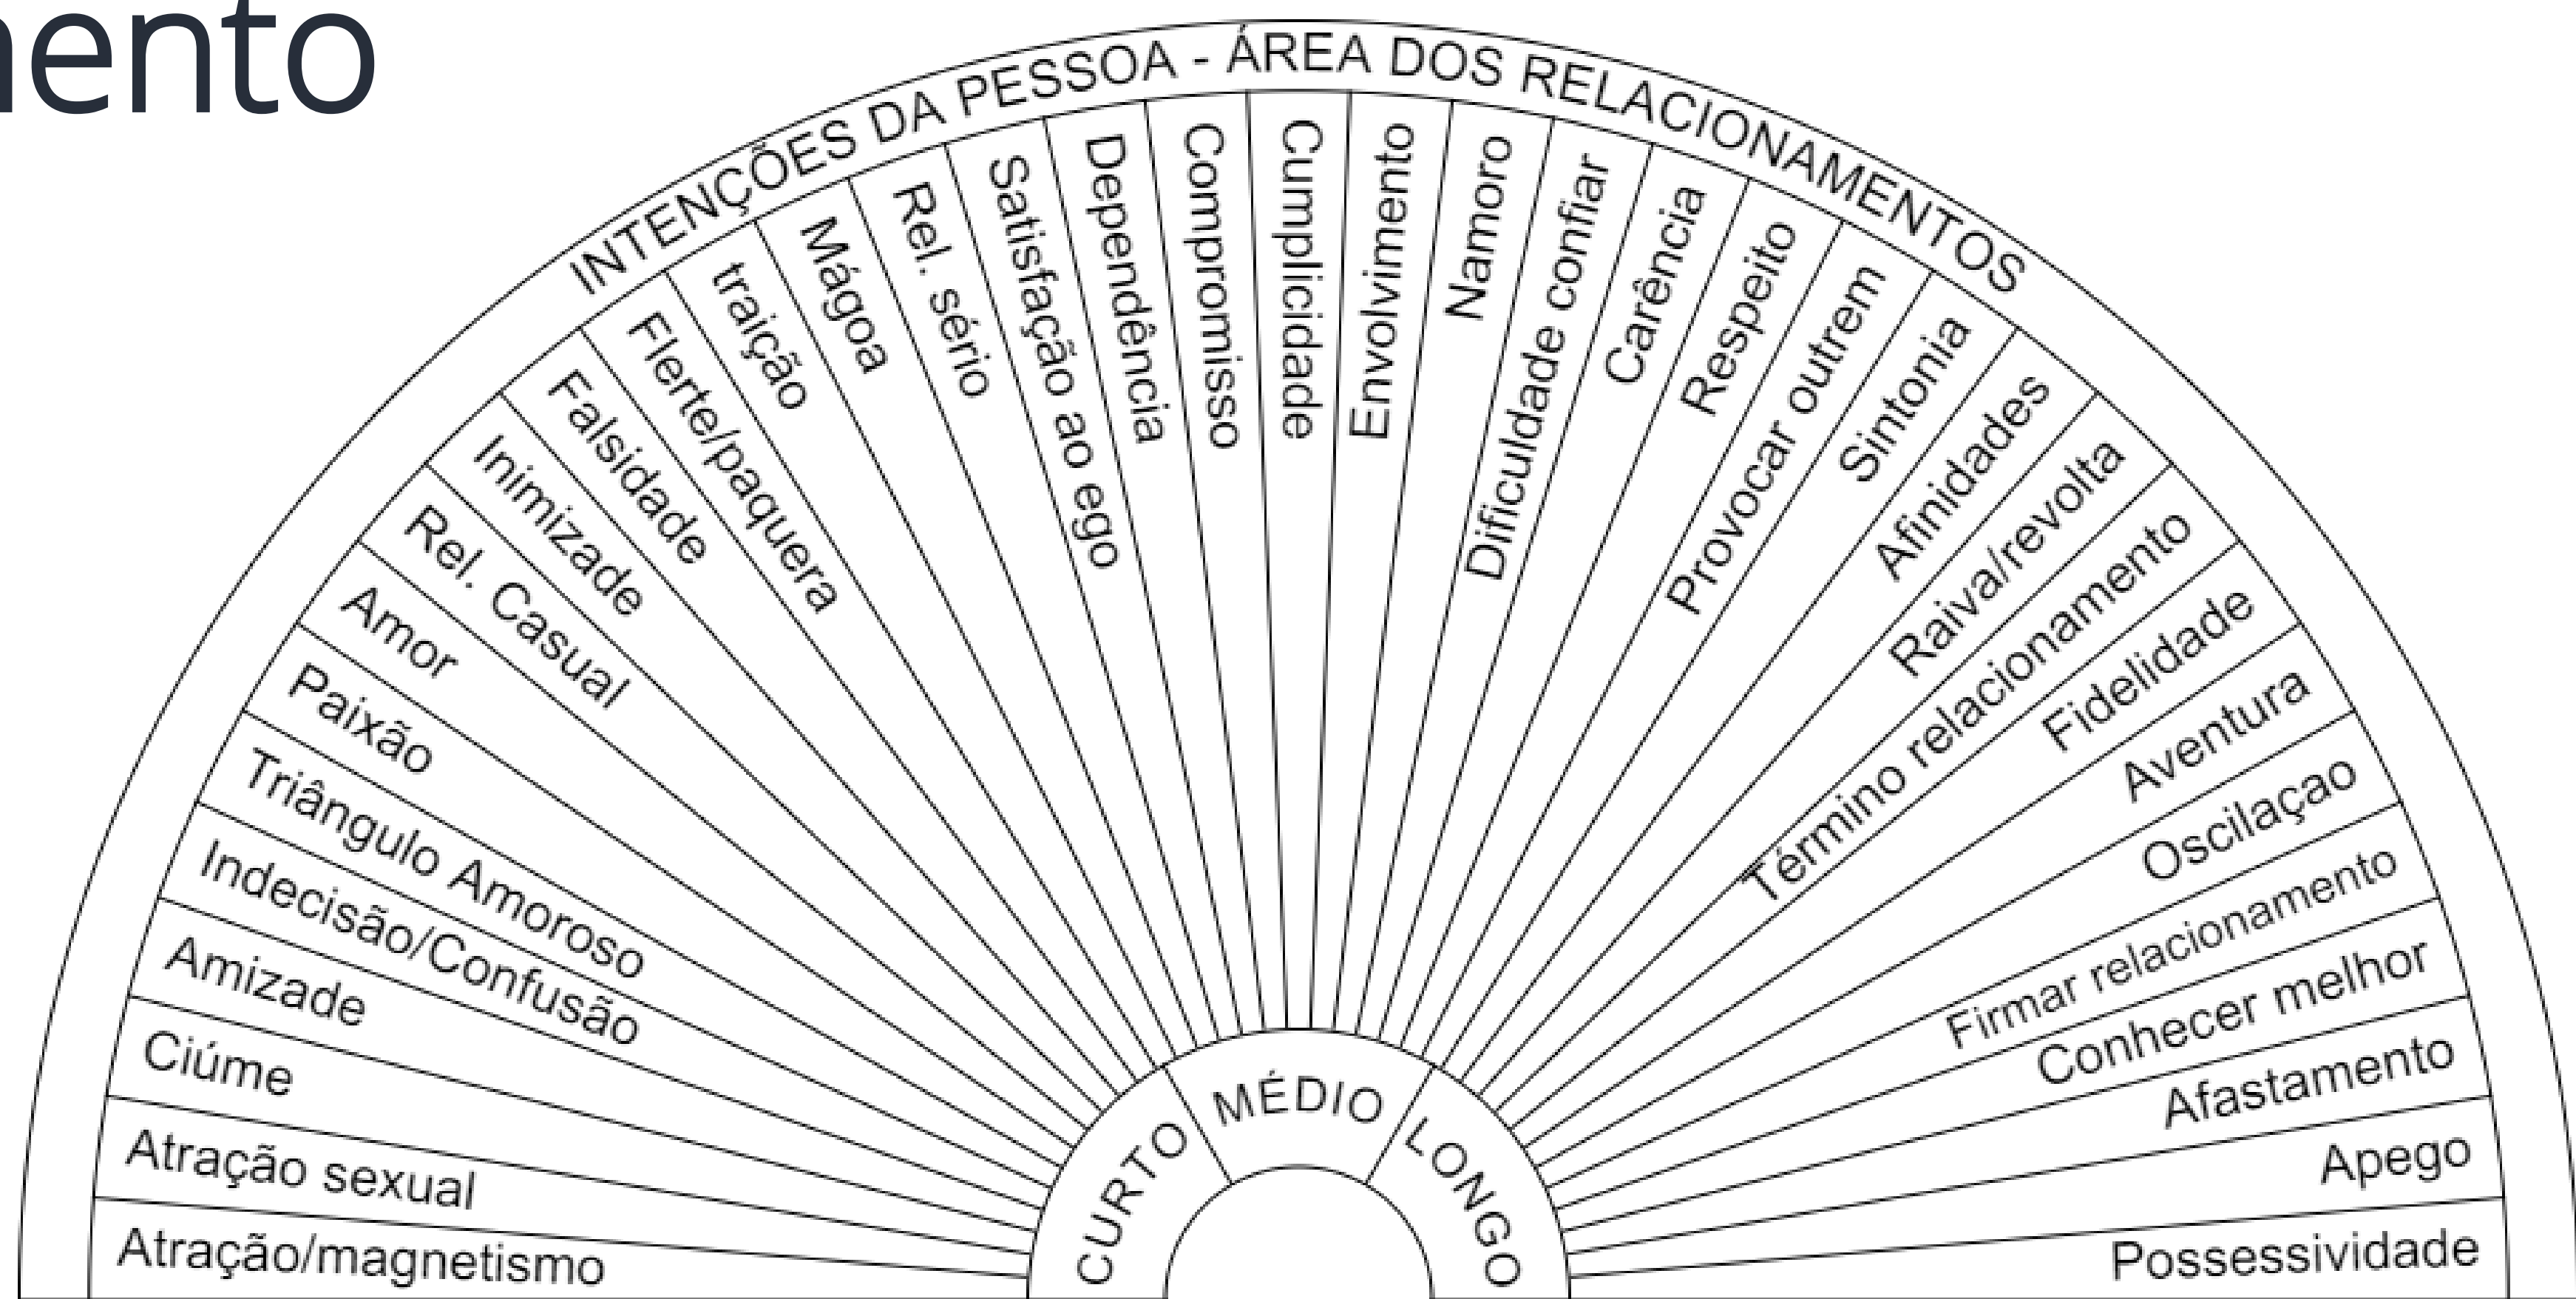 mento
INTENÇÕES DA PESSOA - ÁREA DOS RELACIONAMENTOS
Atração/magnetismo
Atração sexual
Ciúme
Amizade
Indecisão/Confusão
Triângulo Amoroso
Paixão
Amor
Rel. Casual
Inimizade
Falsidade
Flerte/paquera
traição
Mágoa
Rel. sério
Satisfação ao ego
Dependência
Compromisso
Cumplicidade
Envolvimento
Namoro
Dificuldade confiar
Carência
Respeito
Provocar outrem
Sintonia
Afinidades
Raiva/revolta
Término relacionamento
Fidelidade
Aventura
Oscilaçao
Firmar relacionamento
Conhecer melhor
Afastamento
Apego
Possessividade
CURTO
MÉDIO
LONGO